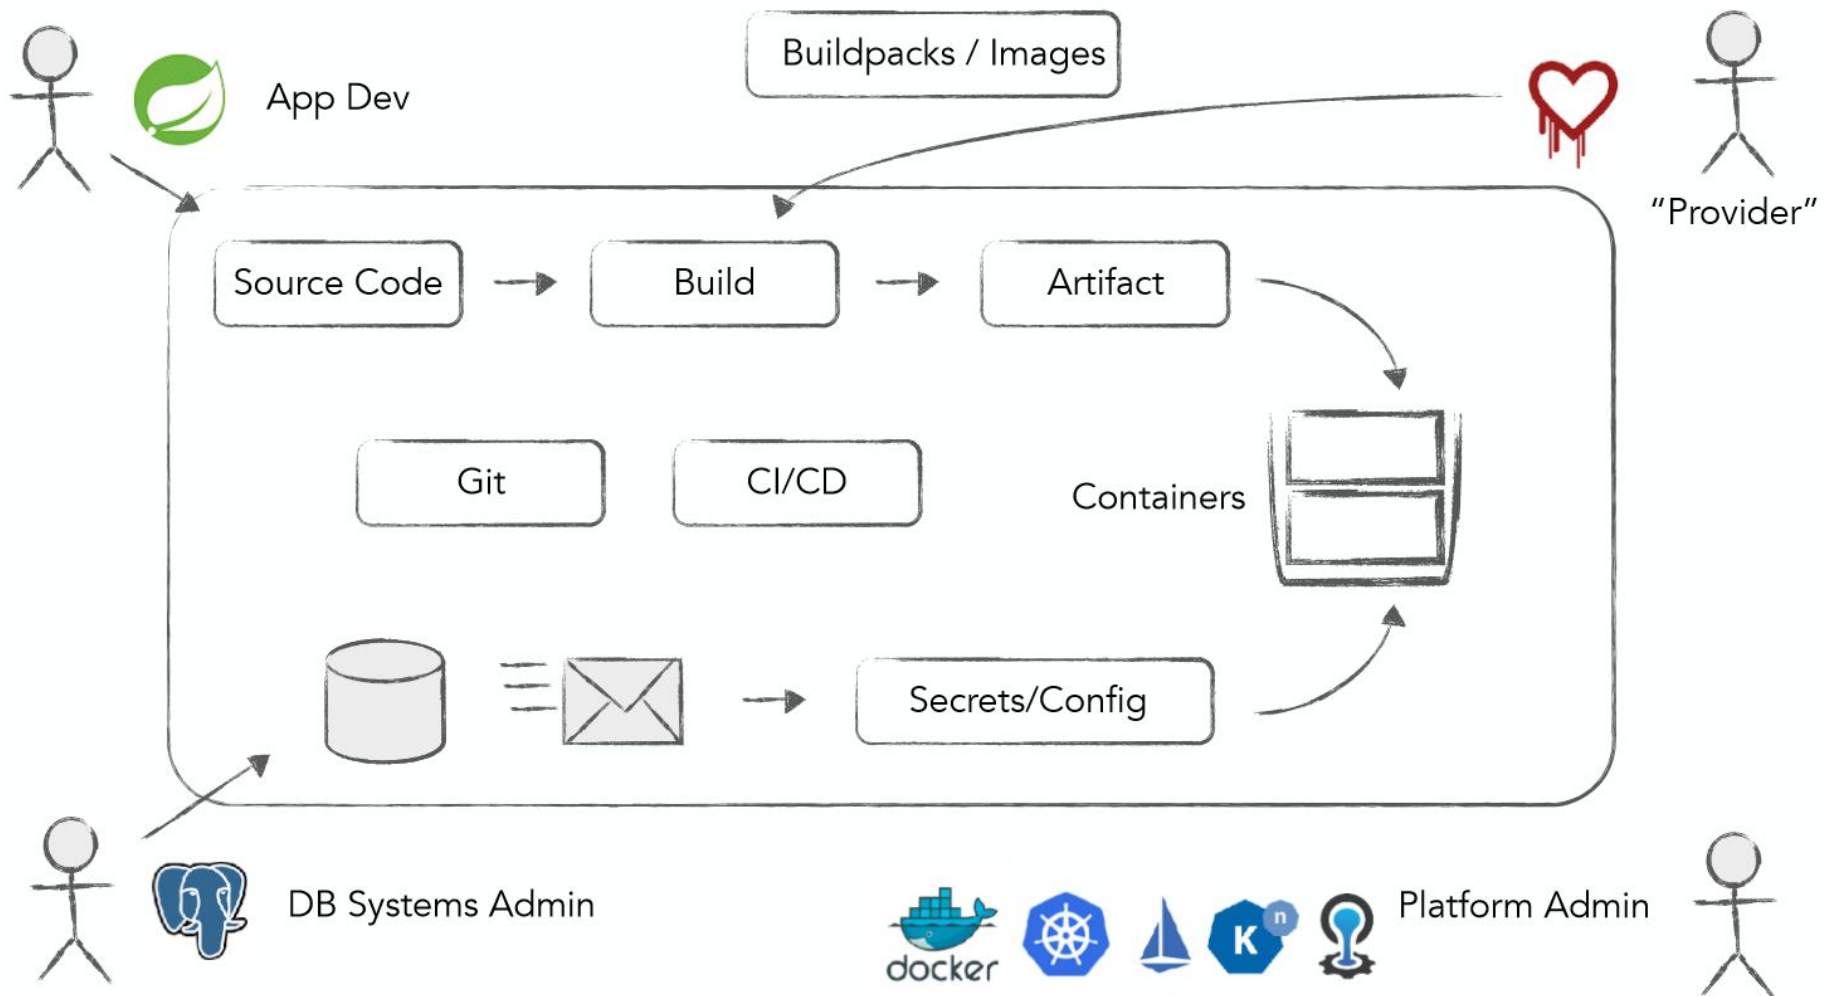 Buildpacks / Images
App Dev
“Provider”
Source Code
Build
Artifact
Git
CI/CD
Containers
Secrets/Config
DB Systems Admin
docker
K
n
Platform Admin